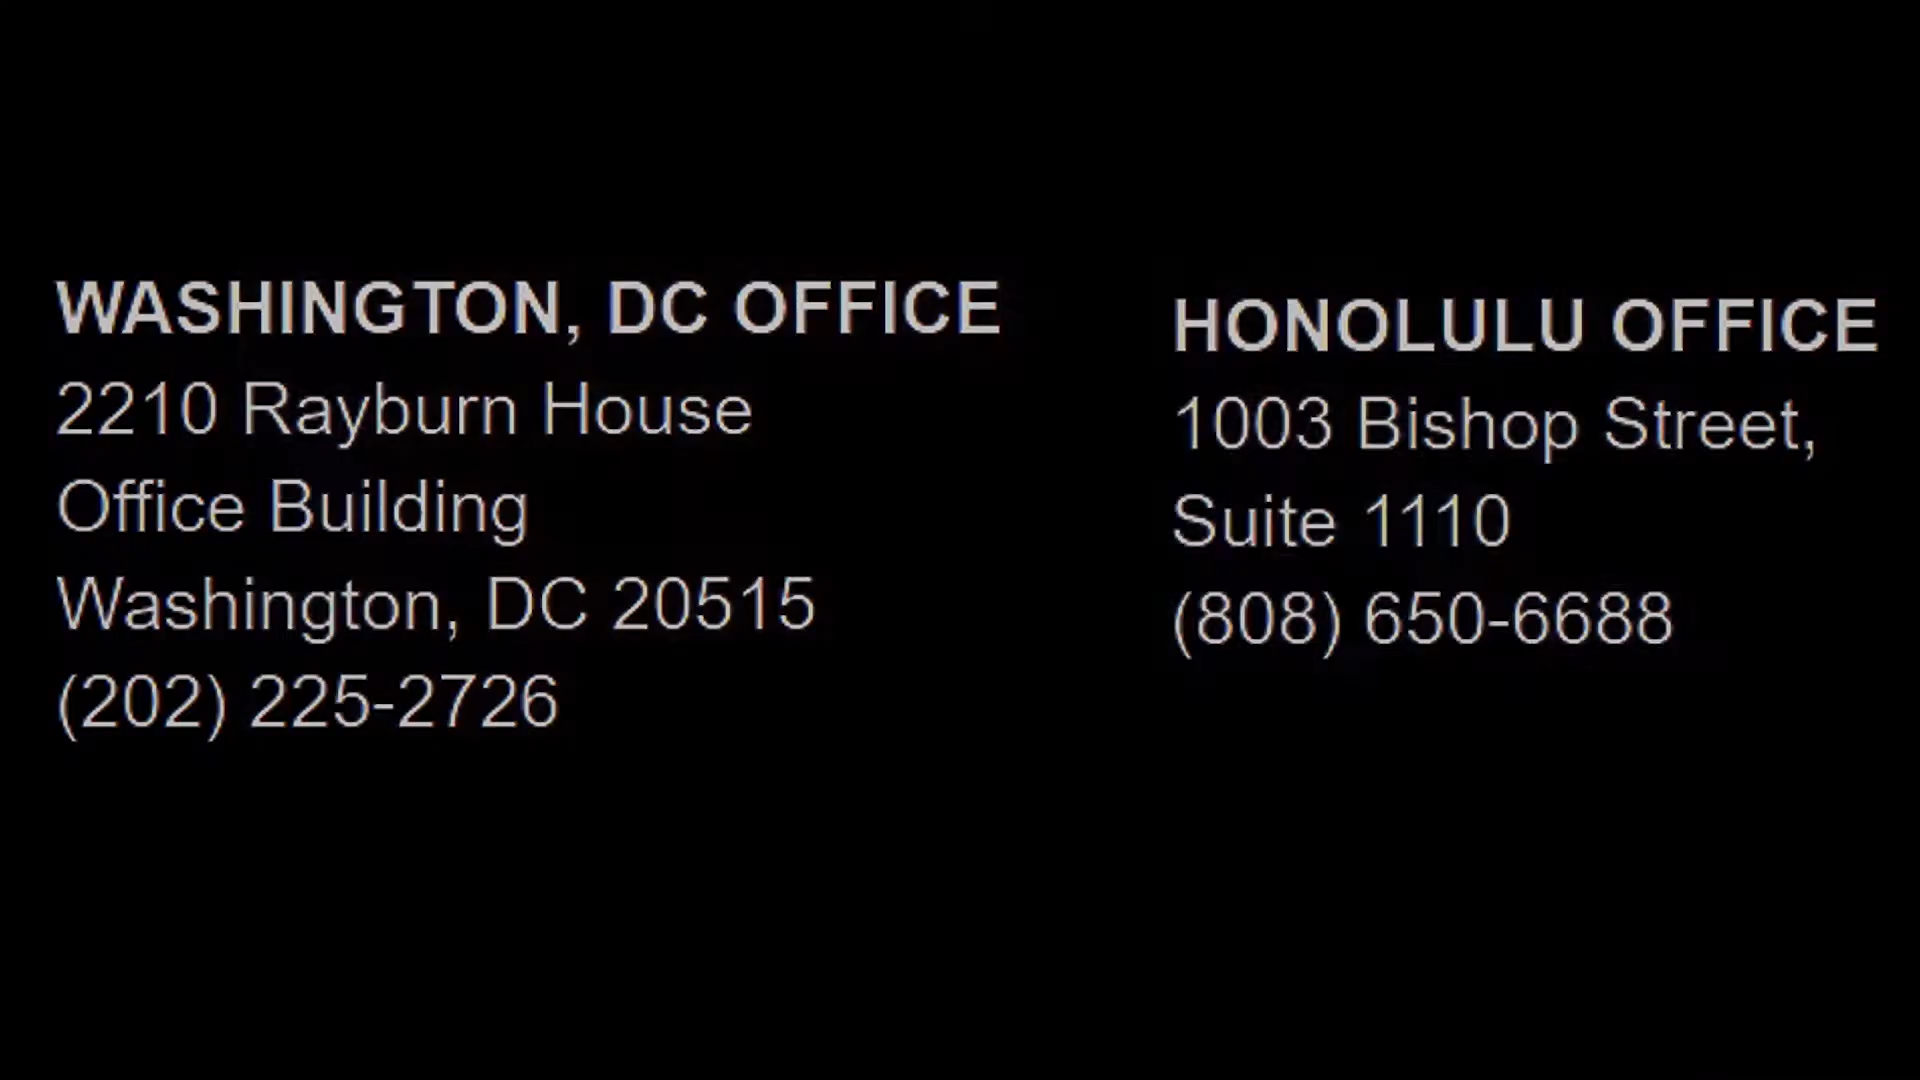 WASHINGTON, DC OFFICE
2210 Rayburn House
Office Building
Washington, DC 20515
(202) 225-2726
HONOLULU OFFICE
1003 Bishop Street,
Suite 1110
(808) 650-6688